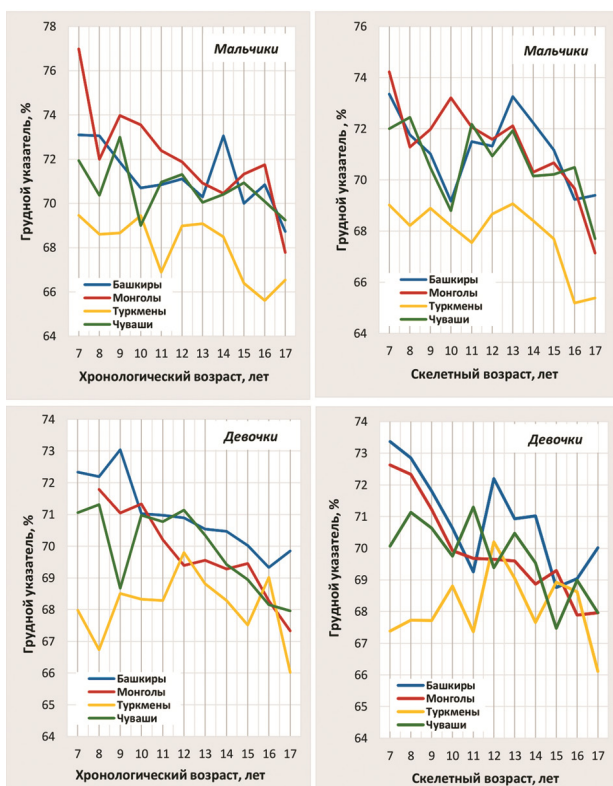 Мальчики
Грудной указатель, %
78
76
74
72
70
68
66
64
Башкиры
Монголы
Туркмены
Чуваши
7 8 9 10 11 12 13 14 15 16 17
Хронологический возраст, лет
Мальчики
Грудной указатель, %
76
74
72
70
68
66
64
Башкиры
Монголы
Туркмены
Чуваши
7 8 9 10 11 12 13 14 15 16 17
Скелетный возраст, лет
Девочки
Грудной указатель, %
74
73
72
71
70
69
68
67
66
65
64
Башкиры
Монголы
Туркмены
Чуваши
7 8 9 10 11 12 13 14 15 16 17
Хронологический возраст, лет
Девочки
Грудной указатель, %
74
73
72
71
70
69
68
67
66
65
64
Башкиры
Монголы
Туркмены
Чуваши
7 8 9 10 11 12 13 14 15 16 17
Скелетный возраст, лет